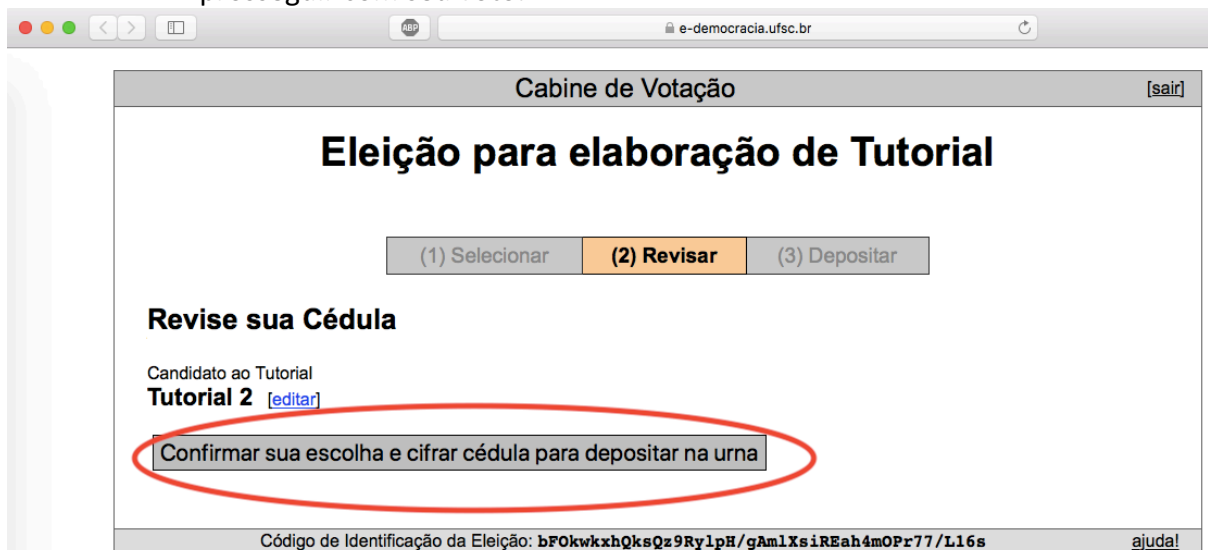 e-democracia.ufsc.br
Cabine de Votação [sair]
Eleição para elaboração de Tutorial
(1) Selecionar (2) Revisar (3) Depositar
Revise sua Cédula
Candidato ao Tutorial
Tutorial 2 [editar]
Confirmar sua escolha e cifrar cédula para depositar na urna
Código de Identificação da Eleição: bFOkwkxhQksQz9RylpH/gAmlXsiREah4mOPr77/L16s ajuda!